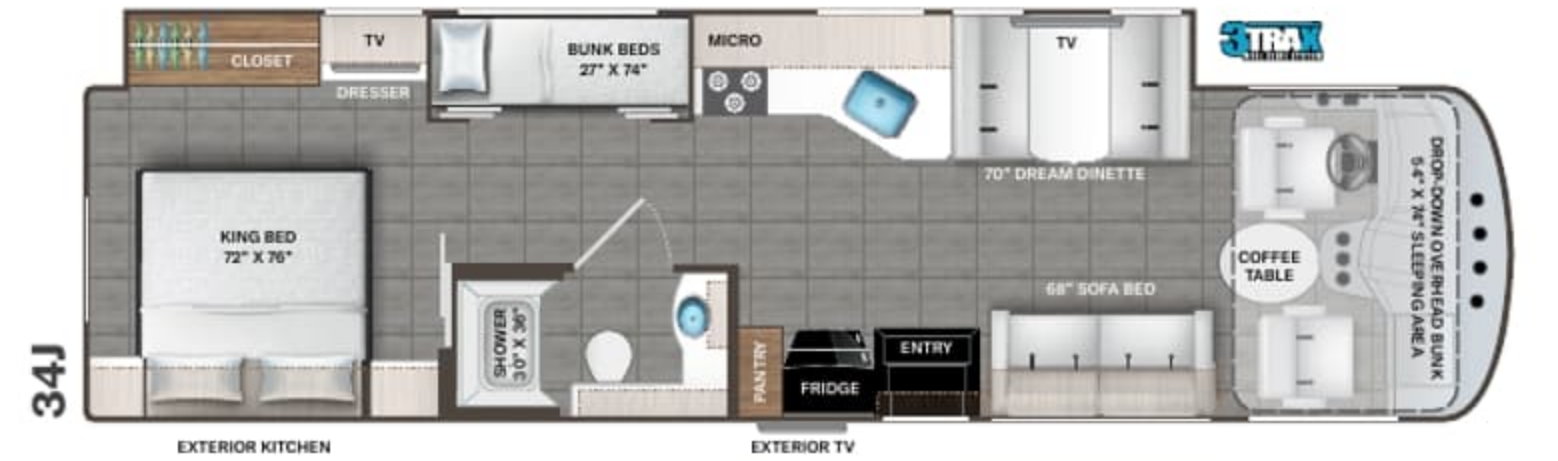 TV
CLOSET
DRESSER
BUNK BEDS
27" X 74"
MICRO
TV
3TRAX
70" DREAM DINETTE
DROP-DOWN OVERHEAD BUNK
5-4" X 74" SLEEPING AREA
KING BED
72" X 76"
COFFEE
TABLE
68" SOFA BED
SHOWER
30" X 36"
ENTRY
PANTRY
FRIDGE
34J
EXTERIOR KITCHEN
EXTERIOR TV